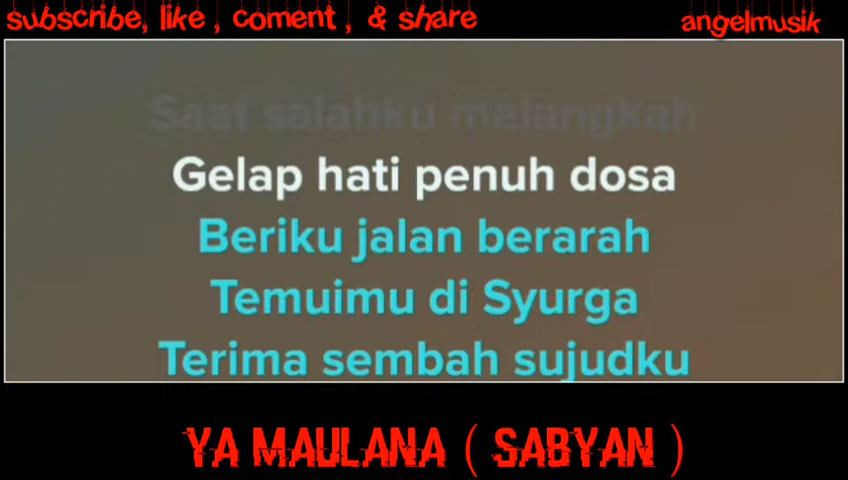 subscribe, like , coment , & share
angelmusik
Saat salahku melangkah
Gelap hati penuh dosa
Beriku jalan berarah
Temuimu di Syurga
Terima sembah sujudku
YA MAULANA ( SABYAN )